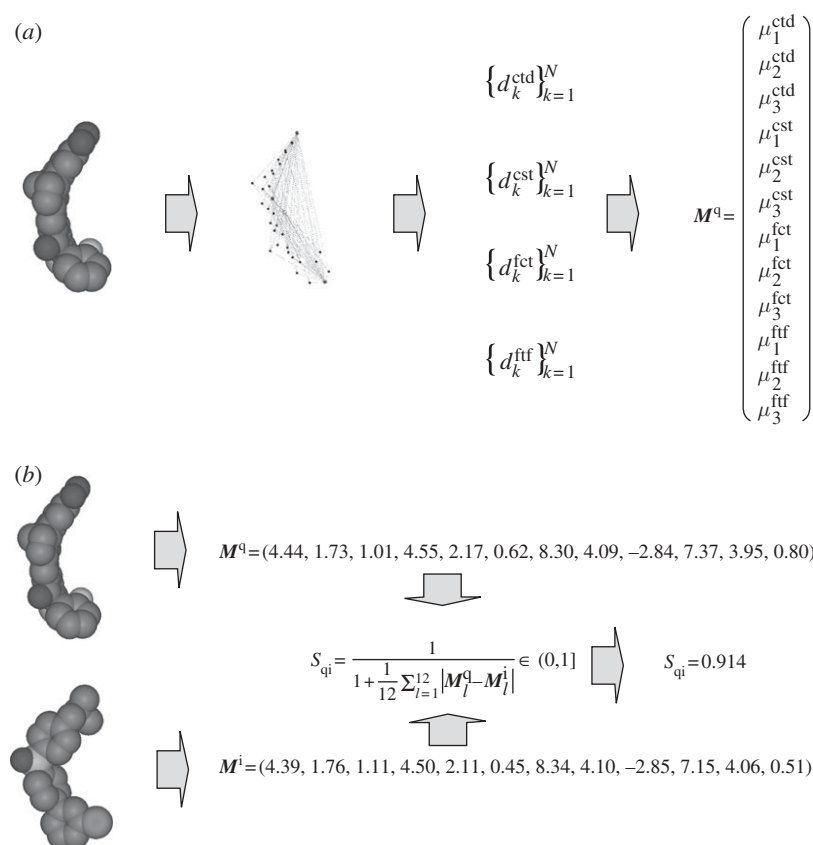 (a)
{d_k^ctd}_{k=1}^N
{d_k^cst}_{k=1}^N
{d_k^fct}_{k=1}^N
{d_k^ftf}_{k=1}^N
M^q=
μ_1^ctd
μ_2^ctd
μ_3^ctd
μ_1^cst
μ_2^cst
μ_3^cst
μ_1^fct
μ_2^fct
μ_3^fct
μ_1^ftf
μ_2^ftf
μ_3^ftf
(b)
M^q=(4.44, 1.73, 1.01, 4.55, 2.17, 0.62, 8.30, 4.09, –2.84, 7.37, 3.95, 0.80)
S_qi = 1 / (1 + 1/12 ∑_{l=1}^{12} |M_l^q – M_l^i|) ∈ (0,1]
S_qi=0.914
M^i=(4.39, 1.76, 1.11, 4.50, 2.11, 0.45, 8.34, 4.10, –2.85, 7.15, 4.06, 0.51)